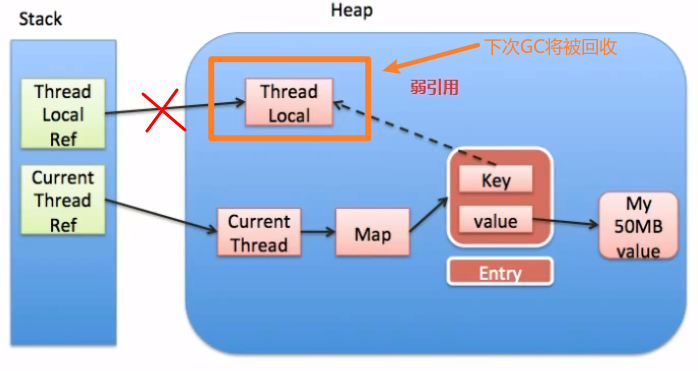 Stack
Heap
下次GC将被回收
Thread
Local
Ref
Thread
Local
弱引用
Current
Thread
Ref
Key
value
Current
Thread
Map
My
50MB
value
Entry